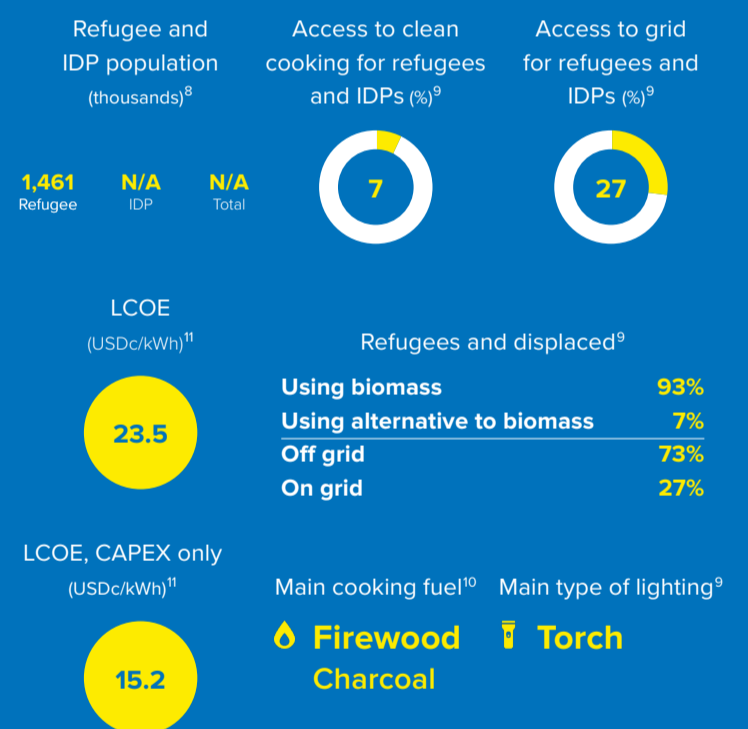 Refugee and
IDP population
(thousands)⁸
1,461 N/A N/A
Refugee IDP Total
Access to clean
cooking for refugees
and IDPs (%)⁹
7
Access to grid
for refugees and
IDPs (%)⁹
27
LCOE
(USDc/kWh)¹¹
23.5
Refugees and displaced⁹
Using biomass 93%
Using alternative to biomass 7%
Off grid 73%
On grid 27%
LCOE, CAPEX only
(USDc/kWh)¹¹
15.2
Main cooking fuel¹⁰
Firewood
Charcoal
Main type of lighting⁹
Torch